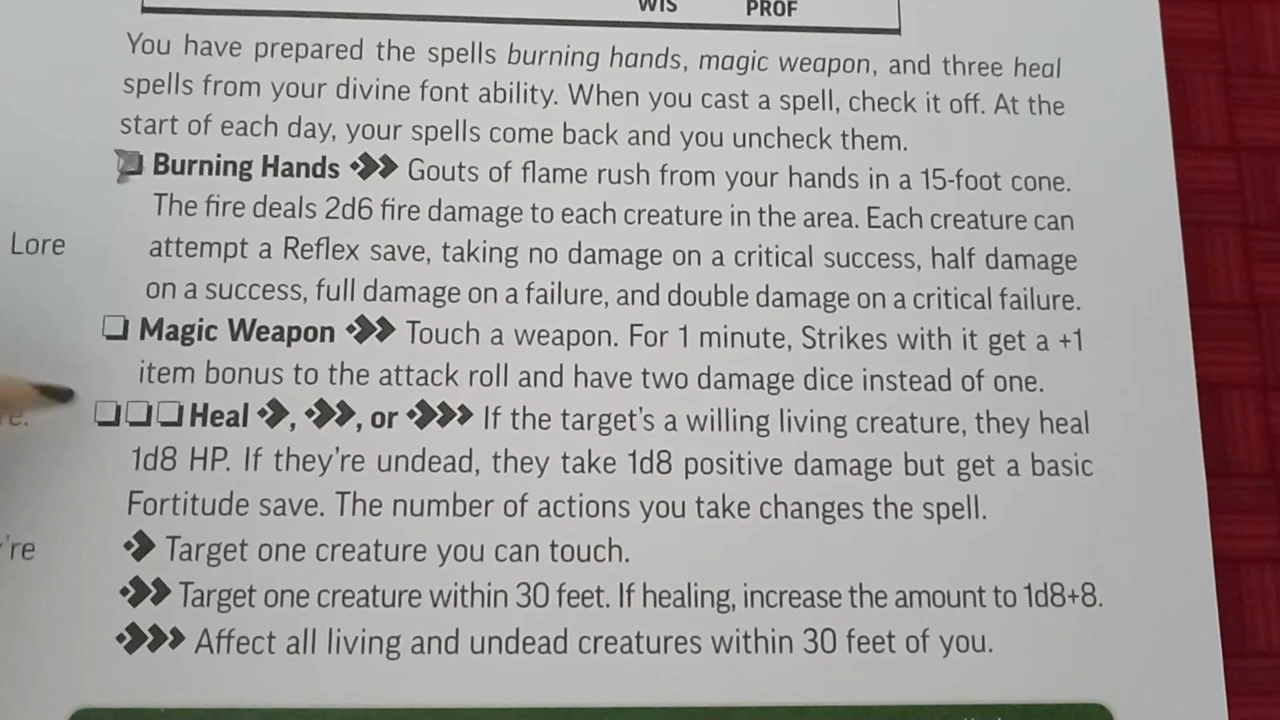 WIS PROF
You have prepared the spells burning hands, magic weapon, and three heal
spells from your divine font ability. When you cast a spell, check it off. At the
start of each day, your spells come back and you uncheck them.
Burning Hands Gouts of flame rush from your hands in a 15-foot cone.
The fire deals 2d6 fire damage to each creature in the area. Each creature can
Lore
attempt a Reflex save, taking no damage on a critical success, half damage
on a success, full damage on a failure, and double damage on a critical failure.
Magic Weapon Touch a weapon. For 1 minute, Strikes with it get a +1
item bonus to the attack roll and have two damage dice instead of one.
Heal , , or If the target's a willing living creature, they heal
1d8 HP. If they're undead, they take 1d8 positive damage but get a basic
Fortitude save. The number of actions you take changes the spell.
're
Target one creature you can touch.
Target one creature within 30 feet. If healing, increase the amount to 1d8+8.
Affect all living and undead creatures within 30 feet of you.